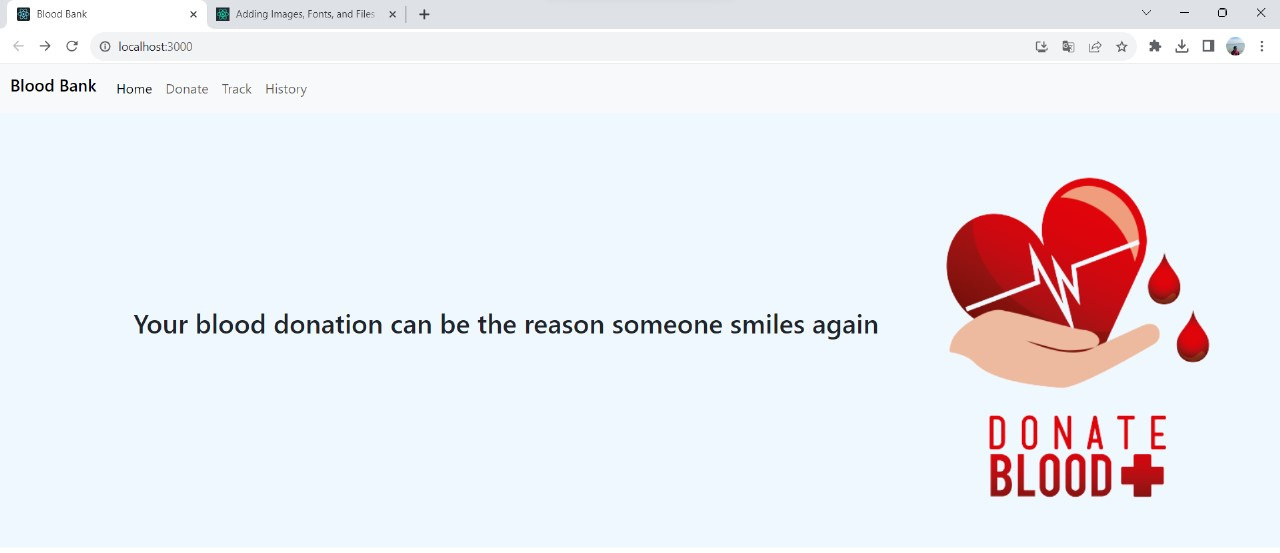 Blood Bank
Adding Images, Fonts, and Files
localhost:3000
Blood Bank Home Donate Track History
Your blood donation can be the reason someone smiles again
DONATE
BLOOD